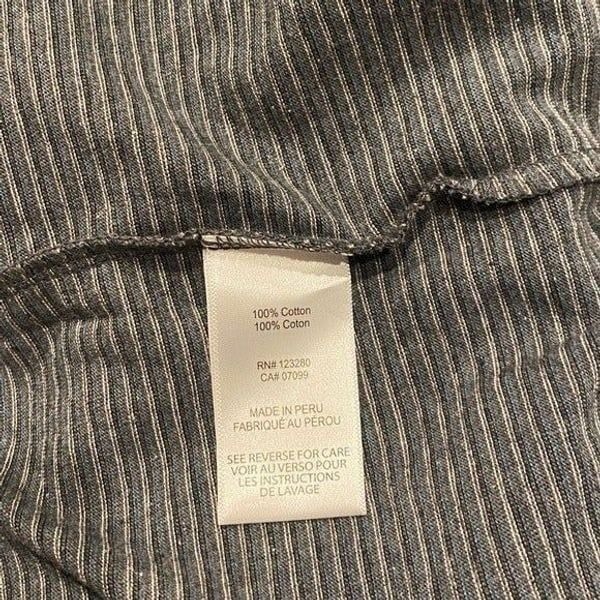 100% Cotton
100% Coton
RN# 123280
CA# 07099
MADE IN PERU
FABRIQUÉ AU PÉROU
SEE REVERSE FOR CARE
VOIR AU VERSO POUR
LES INSTRUCTIONS
DE LAVAGE